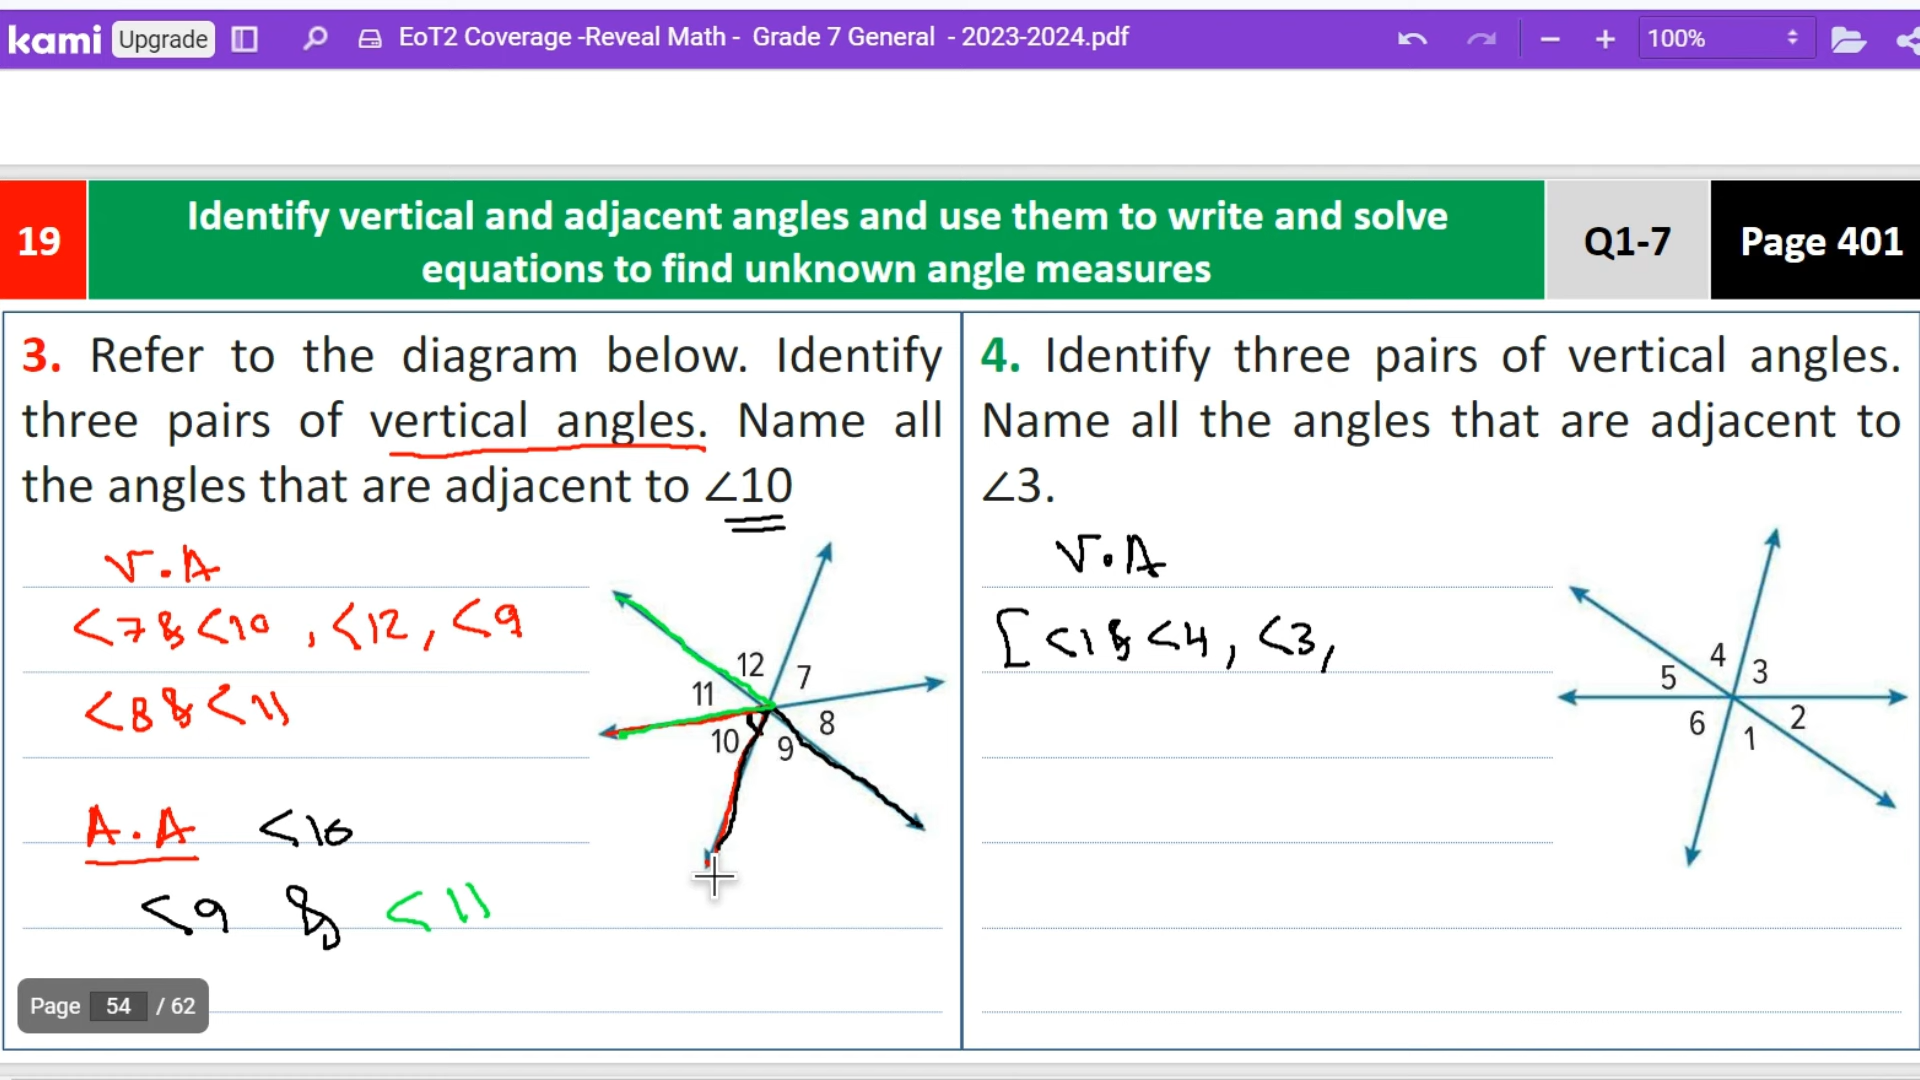 kami Upgrade EoT2 Coverage -Reveal Math - Grade 7 General - 2023-2024.pdf 100%
19
Identify vertical and adjacent angles and use them to write and solve
equations to find unknown angle measures
Q1-7
Page 401
3. Refer to the diagram below. Identify
three pairs of vertical angles. Name all
the angles that are adjacent to ∠10
V.A
<7 & <10 , <12 , <9
<8 & < 11
A.A <10
<9 & < 11
12
7
11
8
10
9
Page 54 / 62
4. Identify three pairs of vertical angles.
Name all the angles that are adjacent to
∠3.
V.A
[ <1 & <4 , <3 ,
4
3
5
6
2
1